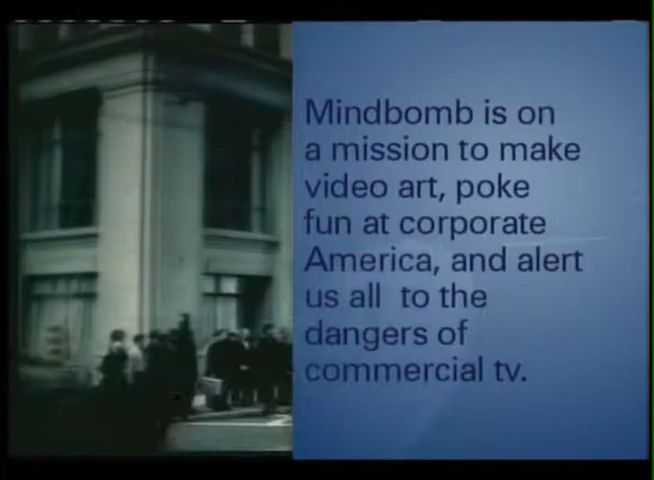 Mindbomb is on
a mission to make
video art, poke
fun at corporate
America, and alert
us all to the
dangers of
commercial tv.